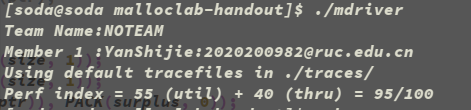 [soda@soda malloclab-handout]$ ./mdriver
Team Name:NOTEAM
Member 1 :YanShijie:2020200982@ruc.edu.cn
Using default tracefiles in ./traces/
Perf index = 55 (util) + 40 (thru) = 95/100